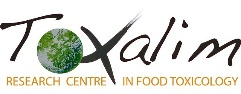 Toxalim
RESEARCH CENTRE IN FOOD TOXICOLOGY